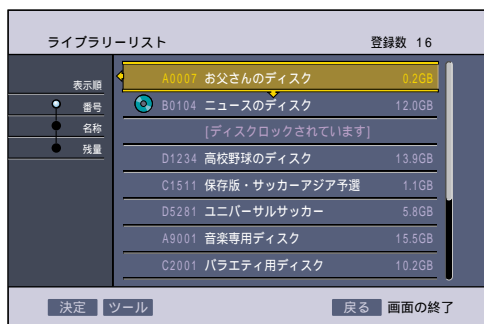 ライブラリーリスト 登録数 16
表示順
番号
名称
残量
A0007 お父さんのディスク 0.2GB
B0104 ニュースのディスク 12.0GB
[ディスクロックされています]
D1234 高校野球のディスク 13.9GB
C1511 保存版・サッカーアジア予選 1.1GB
D5281 ユニバーサルサッカー 5.8GB
A9001 音楽専用ディスク 15.5GB
C2001 バラエティ用ディスク 10.2GB
決定 ツール 戻る 画面の終了